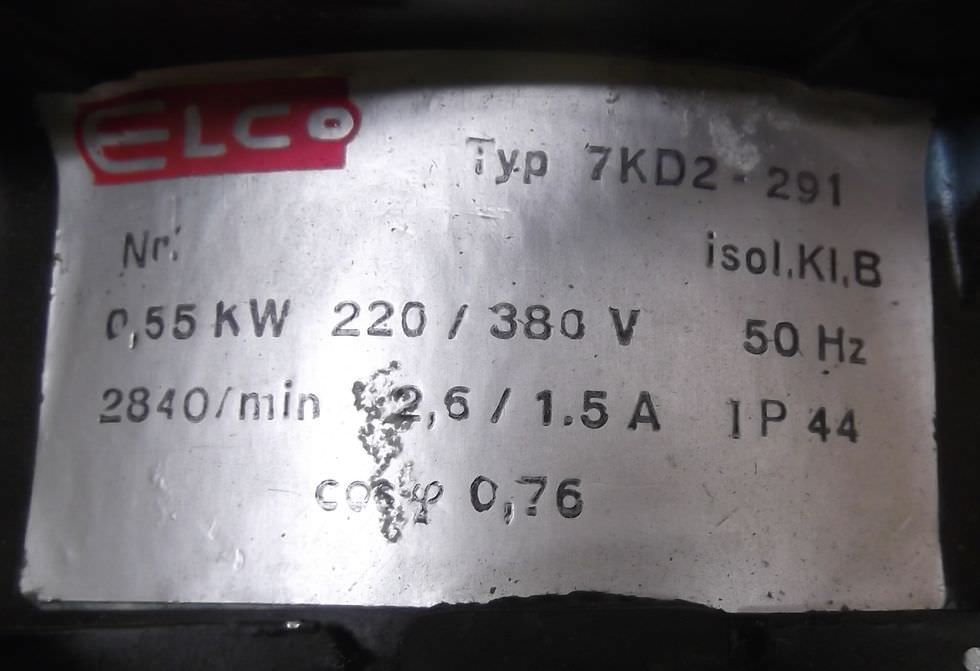 ELCO
Typ 7KD2-291
Nr.
isol.Kl.B
0,55 KW 220 / 380 V 50 Hz
2840/min 2,6 / 1.5 A IP 44
cos φ 0,76